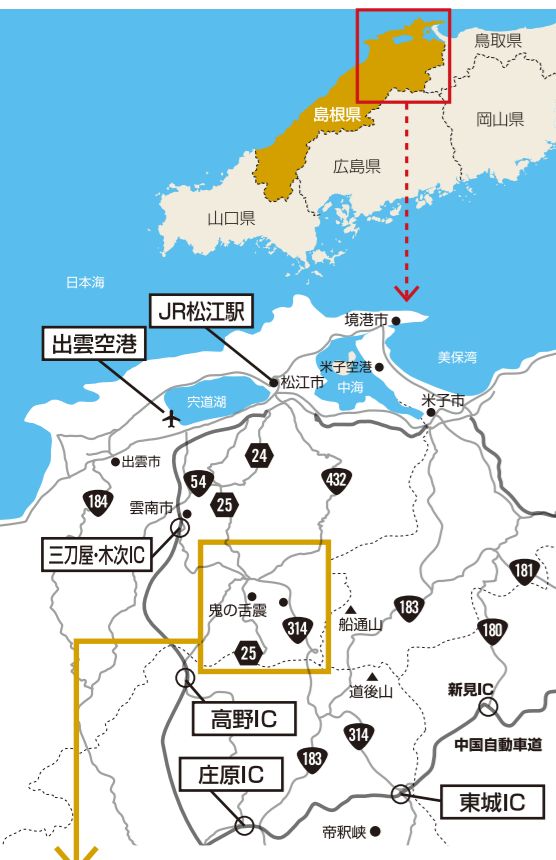 鳥取県
島根県
岡山県
広島県
山口県
日本海
JR松江駅
境港市
出雲空港
美保湾
米子空港
松江市
中海
宍道湖
米子市
24
出雲市
54
432
184
25
雲南市
三刀屋・木次IC
181
鬼の舌震
183
314
船通山
180
25
道後山
新見IC
高野IC
314
中国自動車道
183
庄原IC
東城IC
帝釈峡